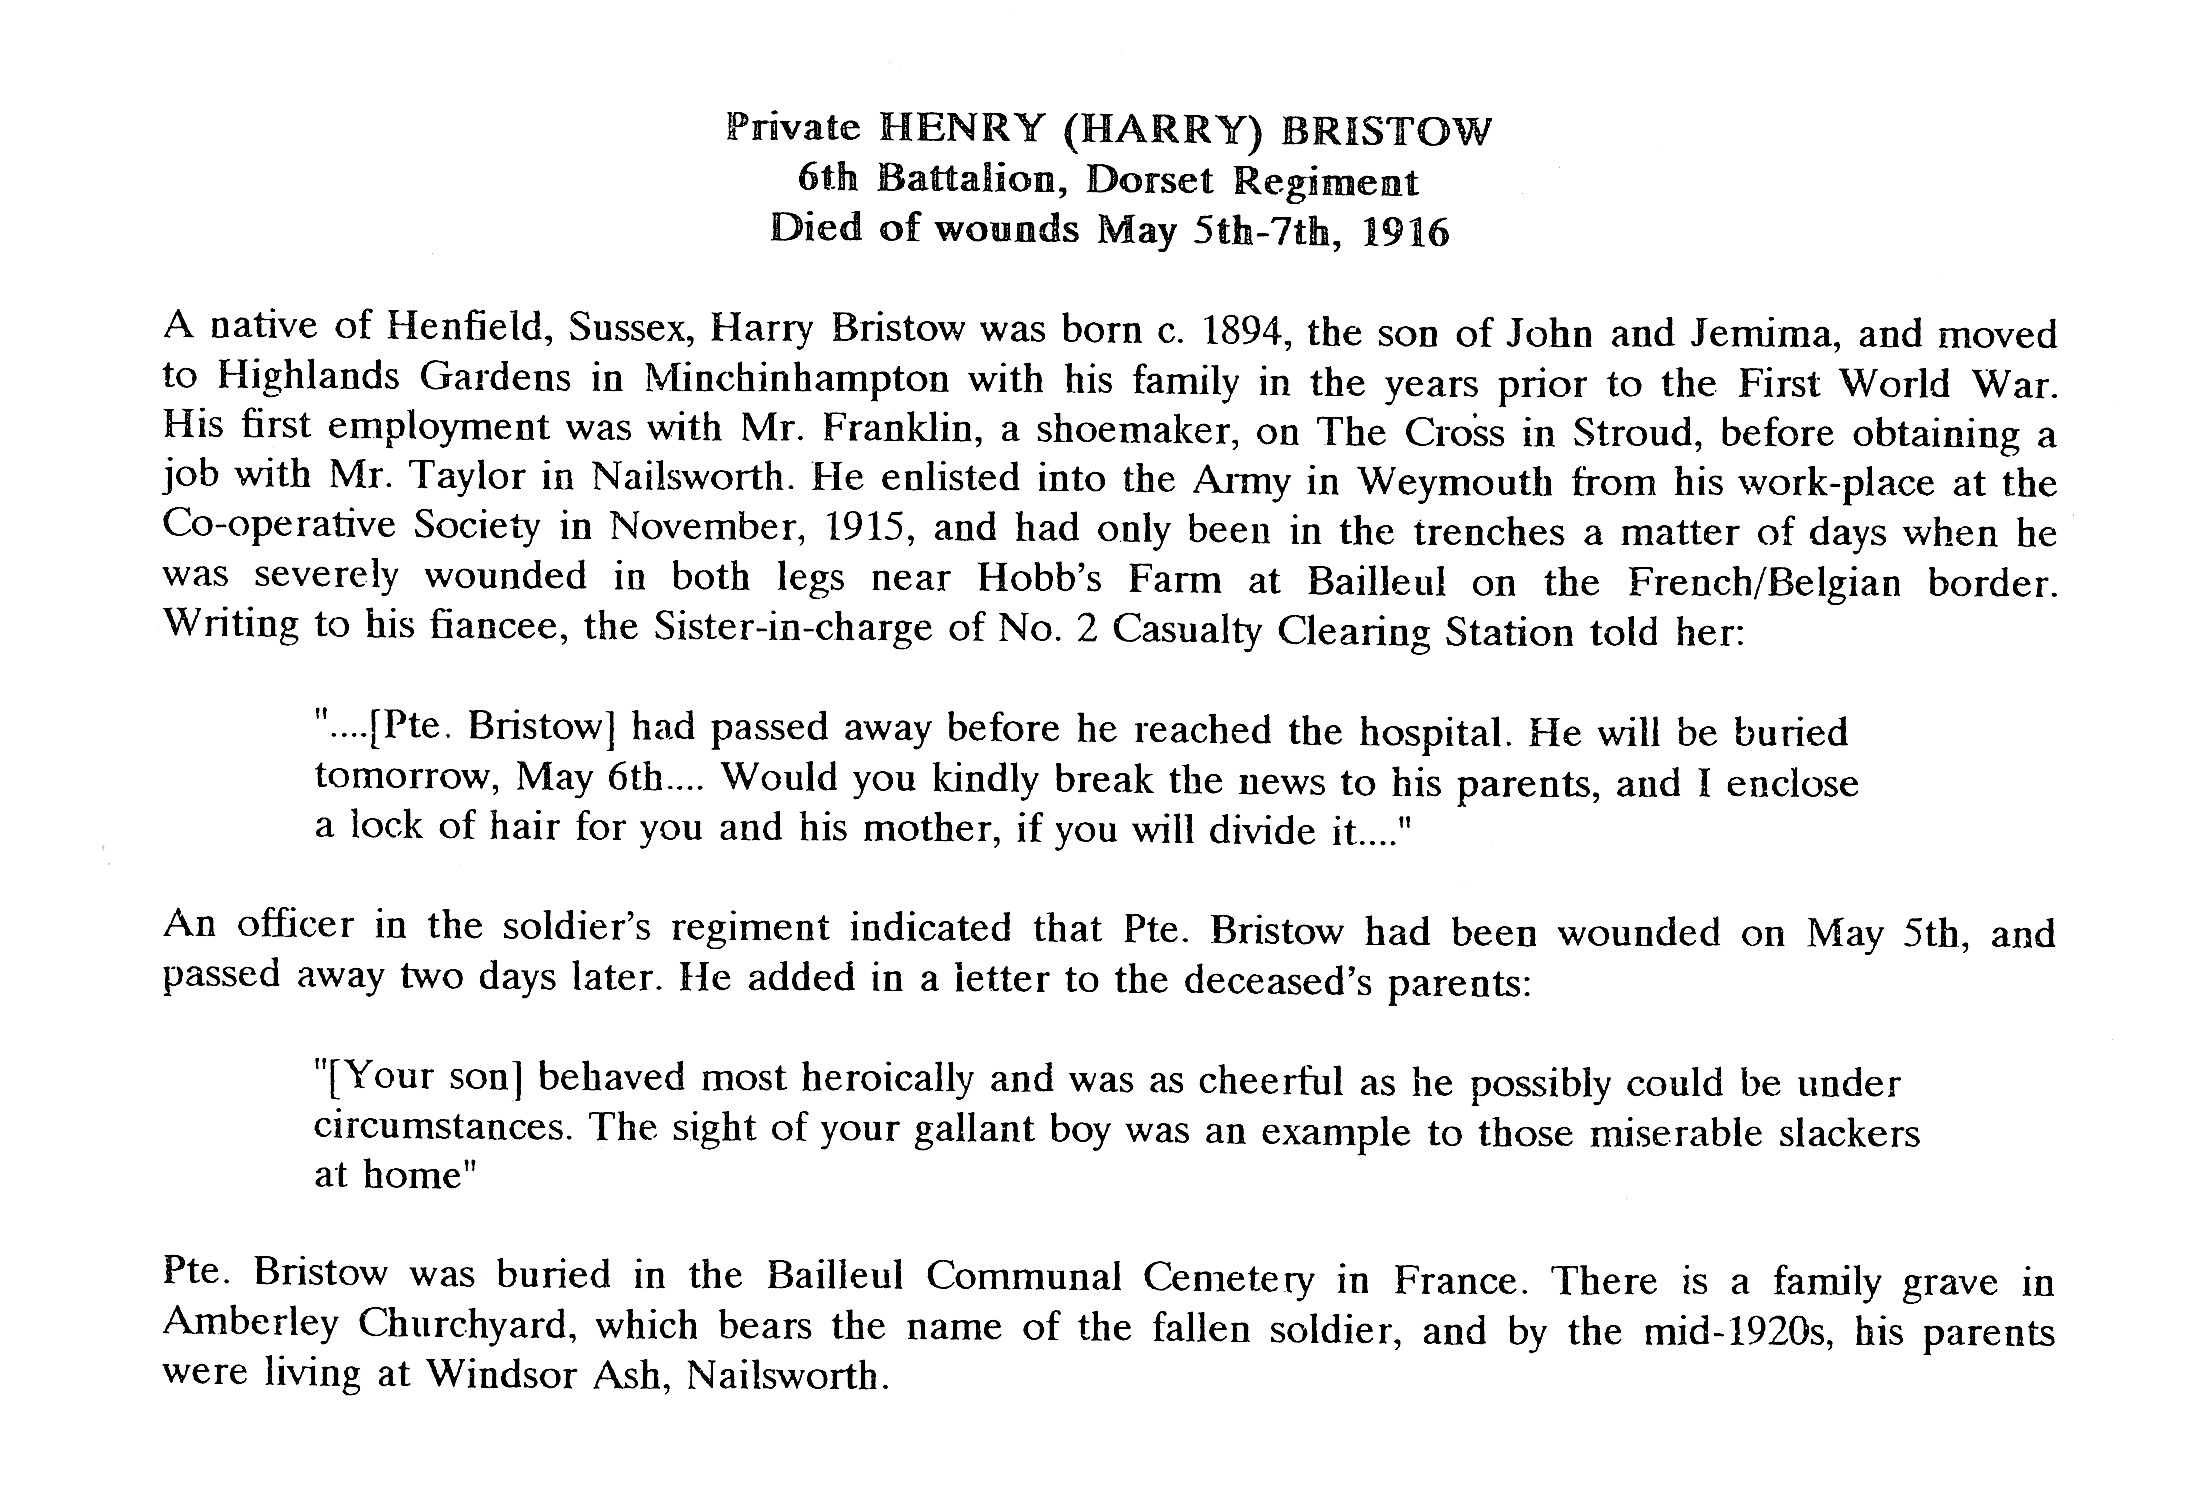 Private HENRY (HARRY) BRISTOW
6th Battalion, Dorset Regiment
Died of wounds May 5th-7th, 1916
A native of Henfield, Sussex, Harry Bristow was born c. 1894, the son of John and Jemima, and moved
to Highlands Gardens in Minchinhampton with his family in the years prior to the First World War.
His first employment was with Mr. Franklin, a shoemaker, on The Cross in Stroud, before obtaining a
job with Mr. Taylor in Nailsworth. He enlisted into the Army in Weymouth from his work-place at the
Co-operative Society in November, 1915, and had only been in the trenches a matter of days when he
was severely wounded in both legs near Hobb's Farm at Bailleul on the French/Belgian border.
Writing to his fiancee, the Sister-in-charge of No. 2 Casualty Clearing Station told her:
"....[Pte. Bristow] had passed away before he reached the hospital. He will be buried
tomorrow, May 6th.... Would you kindly break the news to his parents, and I enclose
a lock of hair for you and his mother, if you will divide it...."
An officer in the soldier's regiment indicated that Pte. Bristow had been wounded on May 5th, and
passed away two days later. He added in a letter to the deceased's parents:
"[Your son] behaved most heroically and was as cheerful as he possibly could be under
circumstances. The sight of your gallant boy was an example to those miserable slackers
at home"
Pte. Bristow was buried in the Bailleul Communal Cemetery in France. There is a family grave in
Amberley Churchyard, which bears the name of the fallen soldier, and by the mid-1920s, his parents
were living at Windsor Ash, Nailsworth.